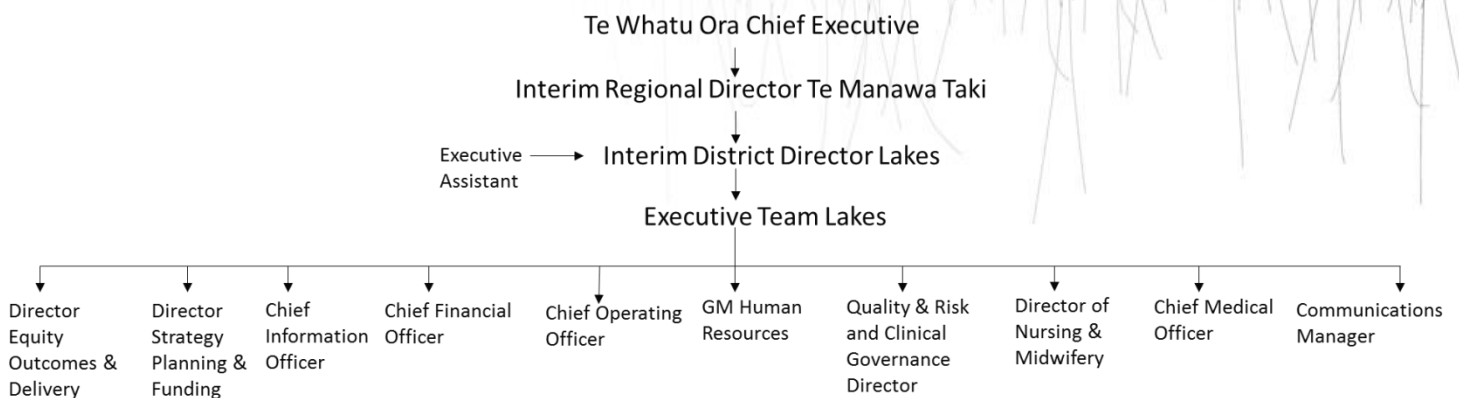 Te Whatu Ora Chief Executive
Interim Regional Director Te Manawa Taki
Executive
Assistant
Interim District Director Lakes
Executive Team Lakes
Director
Equity
Outcomes &
Delivery
Director
Strategy
Planning &
Funding
Chief
Information
Officer
Chief Financial
Officer
Chief Operating
Officer
GM Human
Resources
Quality & Risk
and Clinical
Governance
Director
Director of
Nursing &
Midwifery
Chief Medical
Officer
Communications
Manager